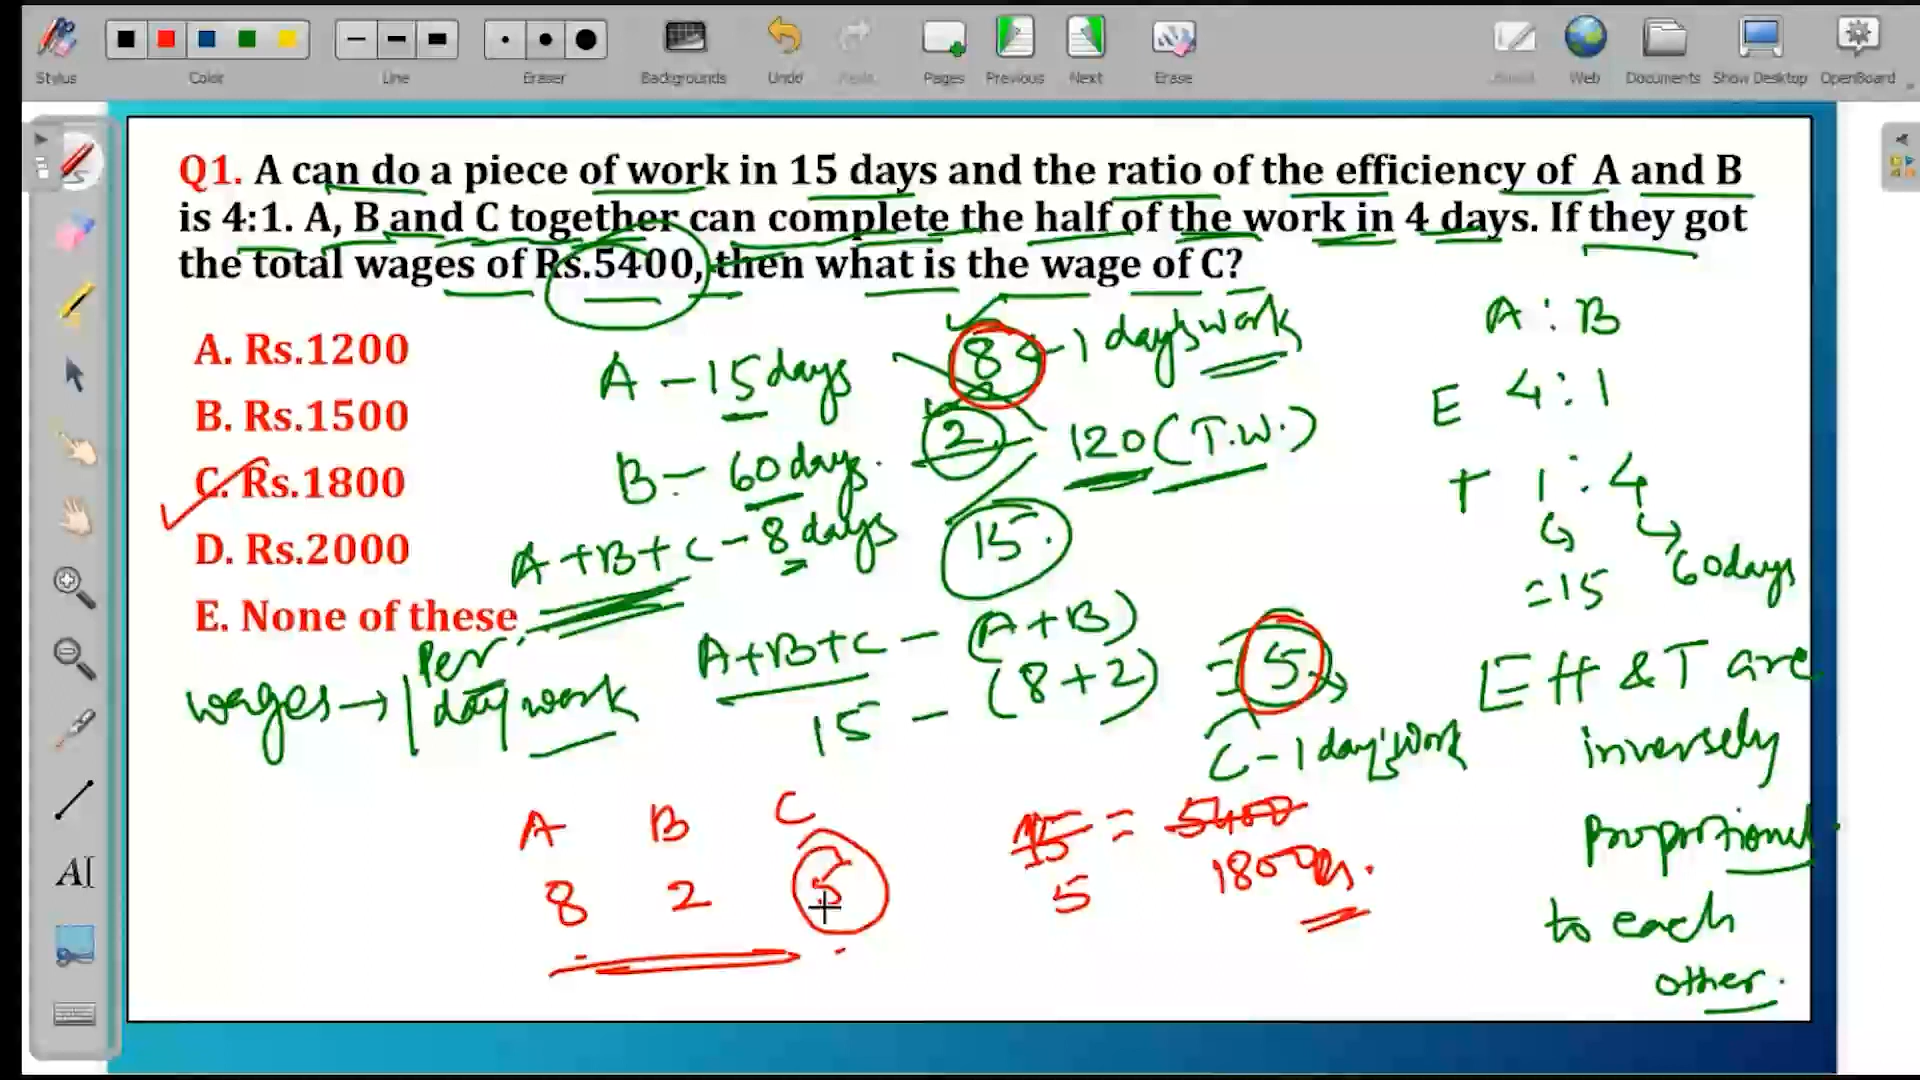 Stylus
Color
Line
Eraser
Backgrounds
Undo
Pages
Previous
Next
Erase
Web
Documents
Show Desktop
OpenBoard
Q1. A can do a piece of work in 15 days and the ratio of the efficiency of A and B
is 4:1. A, B and C together can complete the half of the work in 4 days. If they got
the total wages of Rs.5400, then what is the wage of C?
A. Rs.1200
B. Rs.1500
C. Rs.1800
D. Rs.2000
E. None of these
A - 15 days
8 - 1 day's work
B - 60 days.
2
120 (T.W.)
A+B+C - 8 days
15.
A : B
E 4 : 1
T 1 : 4
= 15
60 days
wages → Per day work
A+B+C - (A+B)
15 - (8+2) = 5
C - 1 day's work
Eff & T are
inversely
proportional
to each
other.
A B C
8 2 5
15 = 5400
5
AI